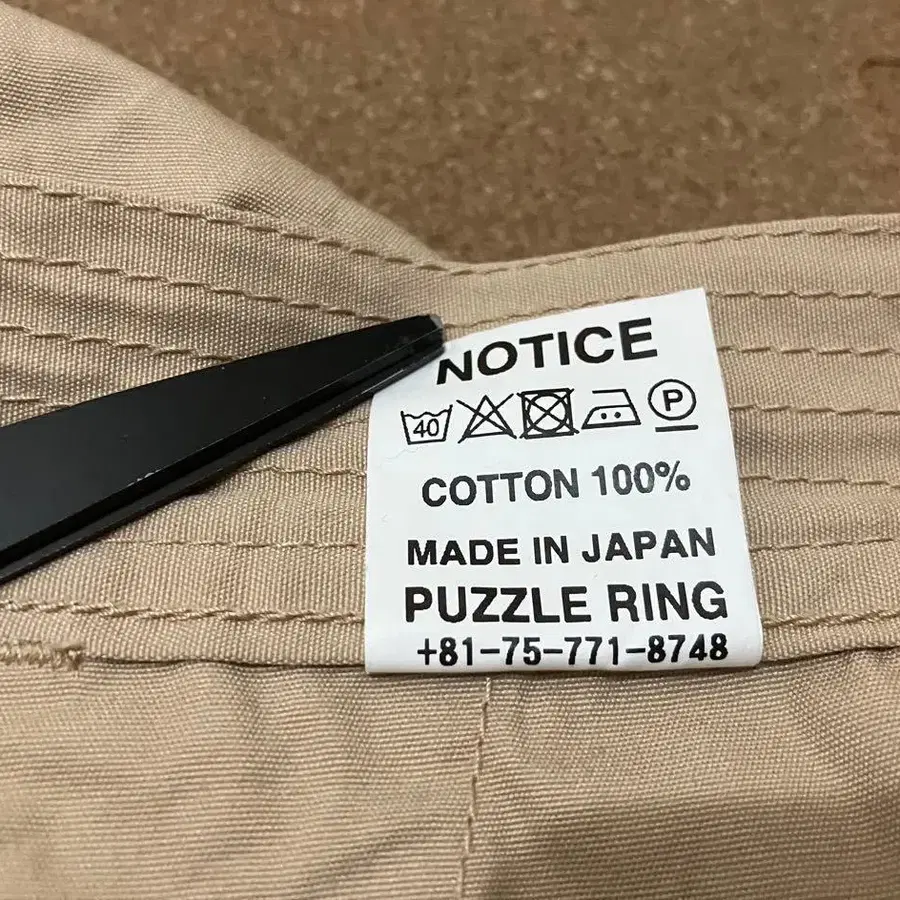 NOTICE
40 P
COTTON 100%
MADE IN JAPAN
PUZZLE RING
+81-75-771-8748